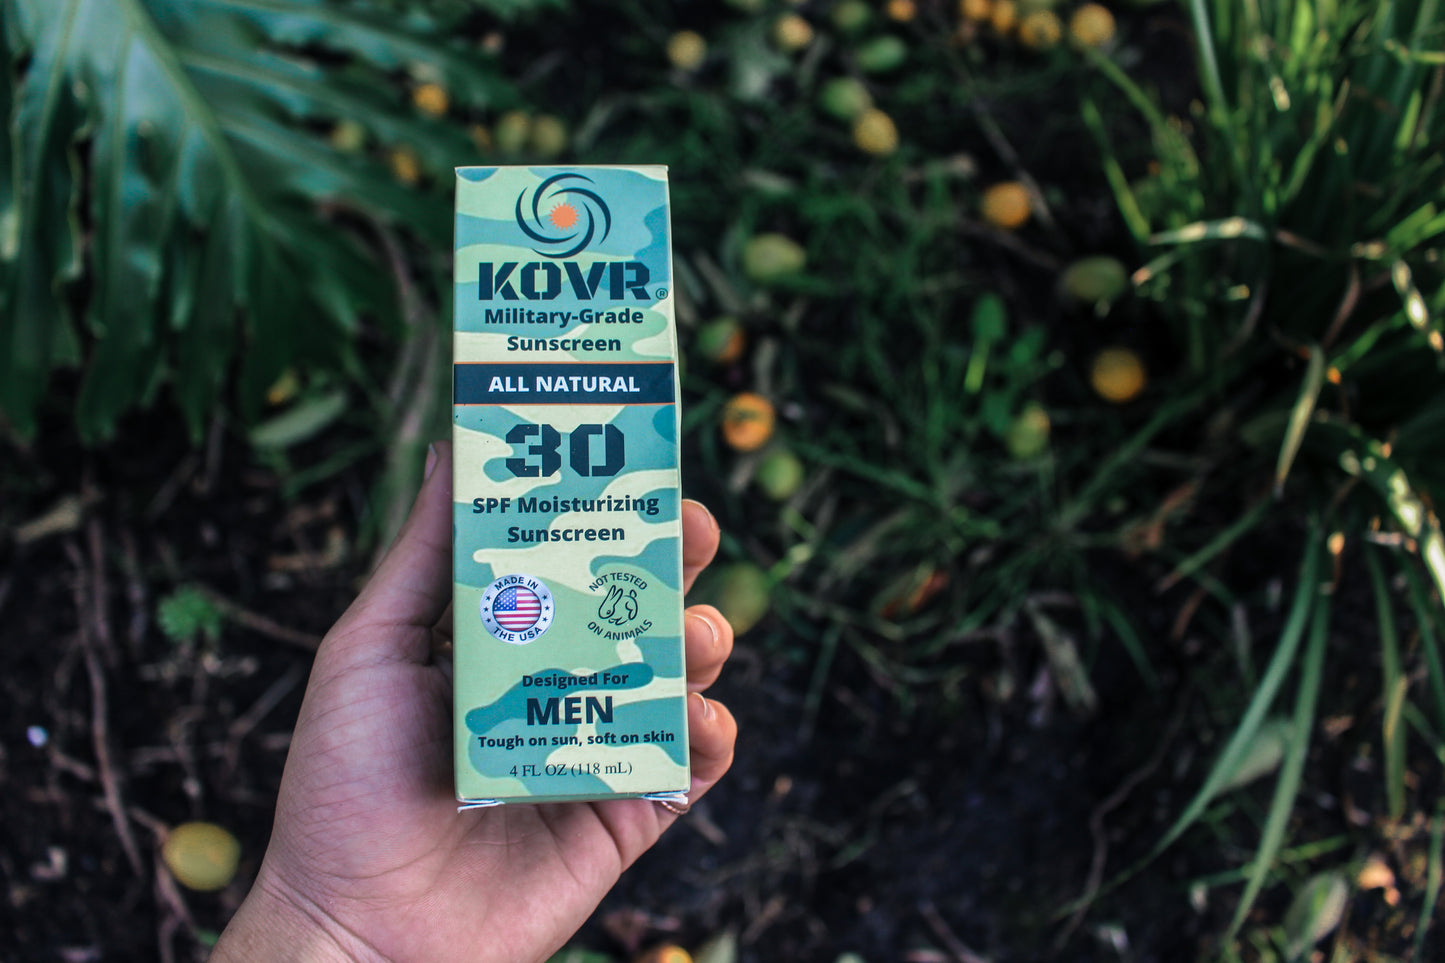 KOVR®
Military-Grade
Sunscreen
ALL NATURAL
30
SPF Moisturizing
Sunscreen
MADE IN
THE USA
NOT TESTED
ON ANIMALS
Designed For
MEN
Tough on sun, soft on skin
4 FL OZ (118 mL)